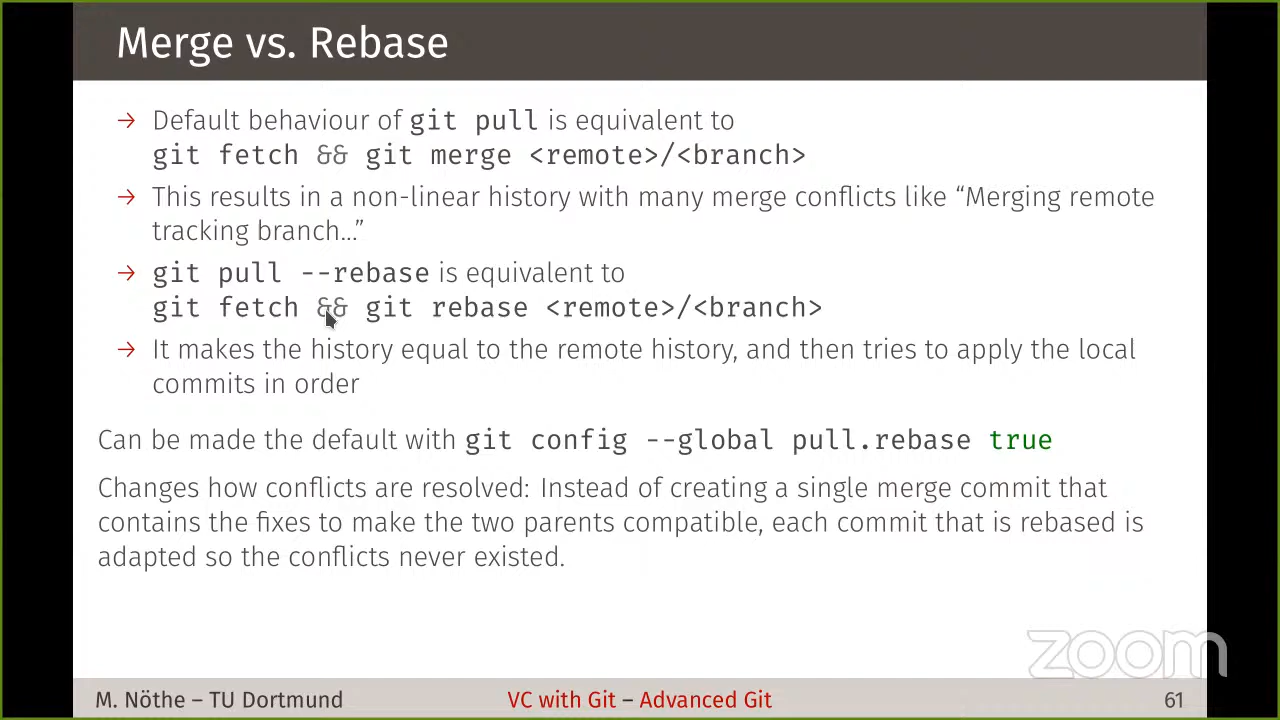 Merge vs. Rebase
→ Default behaviour of git pull is equivalent to
git fetch && git merge <remote>/<branch>
→ This results in a non-linear history with many merge conflicts like “Merging remote
tracking branch…”
→ git pull --rebase is equivalent to
git fetch && git rebase <remote>/<branch>
→ It makes the history equal to the remote history, and then tries to apply the local
commits in order
Can be made the default with git config --global pull.rebase true
Changes how conflicts are resolved: Instead of creating a single merge commit that
contains the fixes to make the two parents compatible, each commit that is rebased is
adapted so the conflicts never existed.
zoom
M. Nöthe – TU Dortmund VC with Git – Advanced Git 61